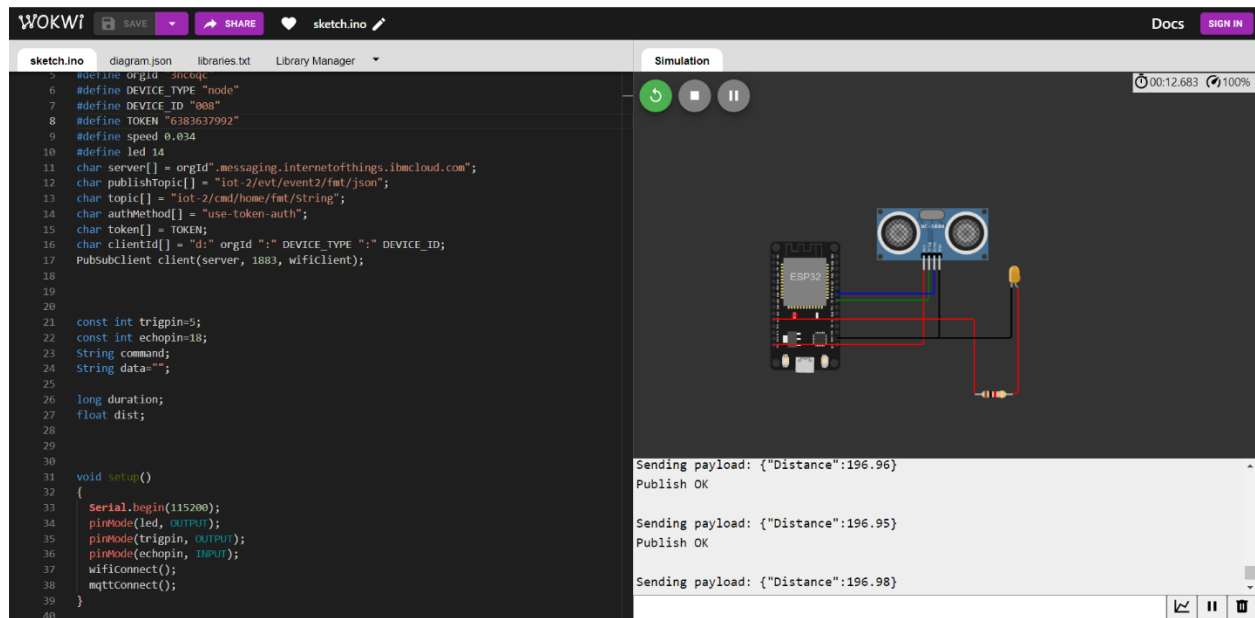 WOKWI SAVE SHARE sketch.ino Docs SIGN IN
sketch.ino diagram.json libraries.txt Library Manager
5 #define orgId "3nc6qc"
6 #define DEVICE_TYPE "node"
7 #define DEVICE_ID "008"
8 #define TOKEN "6383637992"
9 #define speed 0.034
10 #define led 14
11 char server[] = orgId".messaging.internetofthings.ibmcloud.com";
12 char publishTopic[] = "iot-2/evt/event2/fmt/json";
13 char topic[] = "iot-2/cmd/home/fmt/String";
14 char authMethod[] = "use-token-auth";
15 char token[] = TOKEN;
16 char clientId[] = "d:" orgId ":" DEVICE_TYPE ":" DEVICE_ID;
17 PubSubClient client(server, 1883, wifiClient);
18
19
20
21 const int trigpin=5;
22 const int echopin=18;
23 String command;
24 String data="";
25
26 long duration;
27 float dist;
28
29
30
31 void setup()
32 {
33 Serial.begin(115200);
34 pinMode(led, OUTPUT);
35 pinMode(trigpin, OUTPUT);
36 pinMode(echopin, INPUT);
37 wifiConnect();
38 mqttConnect();
39 }
40
Simulation
00:12.683 100%
ESP32
Sending payload: {"Distance":196.96}
Publish OK
Sending payload: {"Distance":196.95}
Publish OK
Sending payload: {"Distance":196.98}